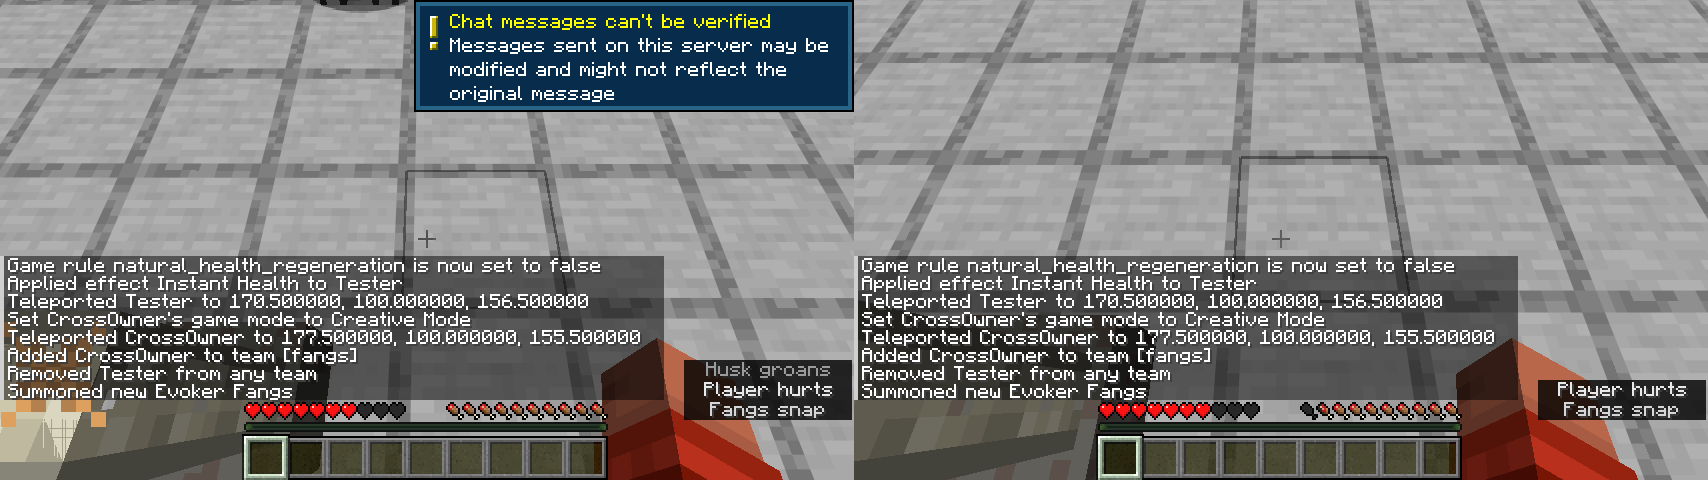 Chat messages can't be verified
Messages sent on this server may be
modified and might not reflect the
original message
Game rule natural_health_regeneration is now set to false
Applied effect Instant Health to Tester
Teleported Tester to 170.500000, 100.000000, 156.500000
Set CrossOwner's game mode to Creative Mode
Teleported CrossOwner to 177.500000, 100.000000, 155.500000
Added CrossOwner to team [fangs]
Removed Tester from any team
Summoned new Evoker Fangs
Husk groans
Player hurts
Fangs snap
Game rule natural_health_regeneration is now set to false
Applied effect Instant Health to Tester
Teleported Tester to 170.500000, 100.000000, 156.500000
Set CrossOwner's game mode to Creative Mode
Teleported CrossOwner to 177.500000, 100.000000, 155.500000
Added CrossOwner to team [fangs]
Removed Tester from any team
Summoned new Evoker Fangs
Player hurts
Fangs snap